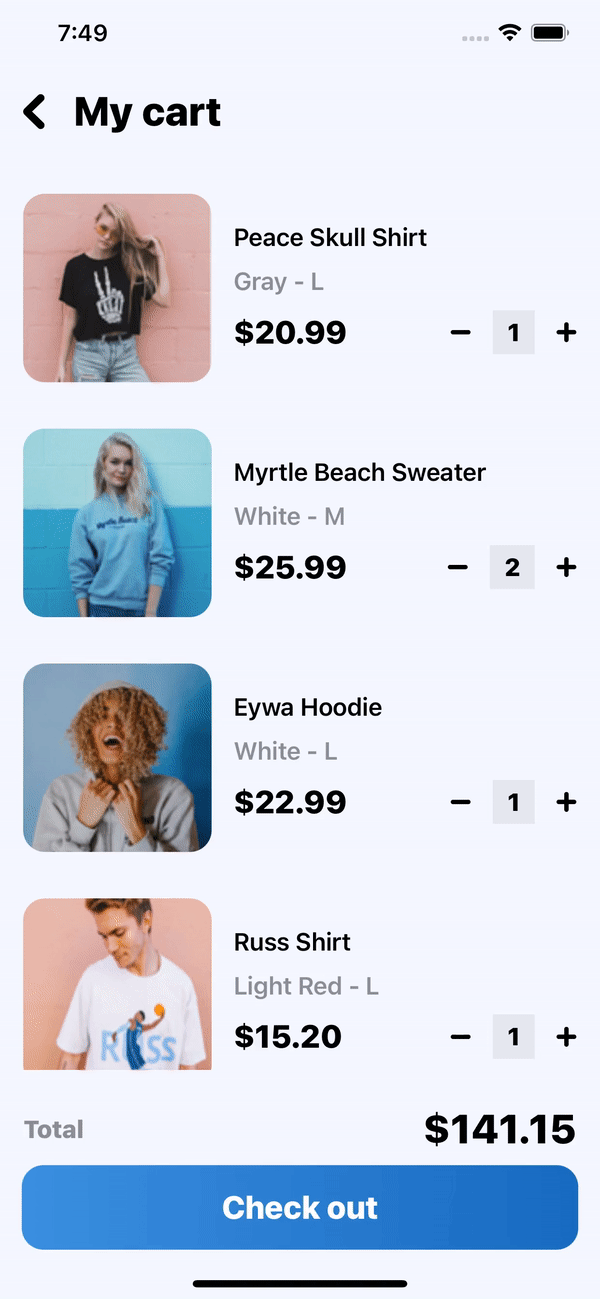 7:49
My cart
Peace Skull Shirt
Gray - L
$20.99
1
Myrtle Beach Sweater
White - M
$25.99
2
Eywa Hoodie
White - L
$22.99
1
RUSS
Russ Shirt
Light Red - L
$15.20
1
Total
$141.15
Check out